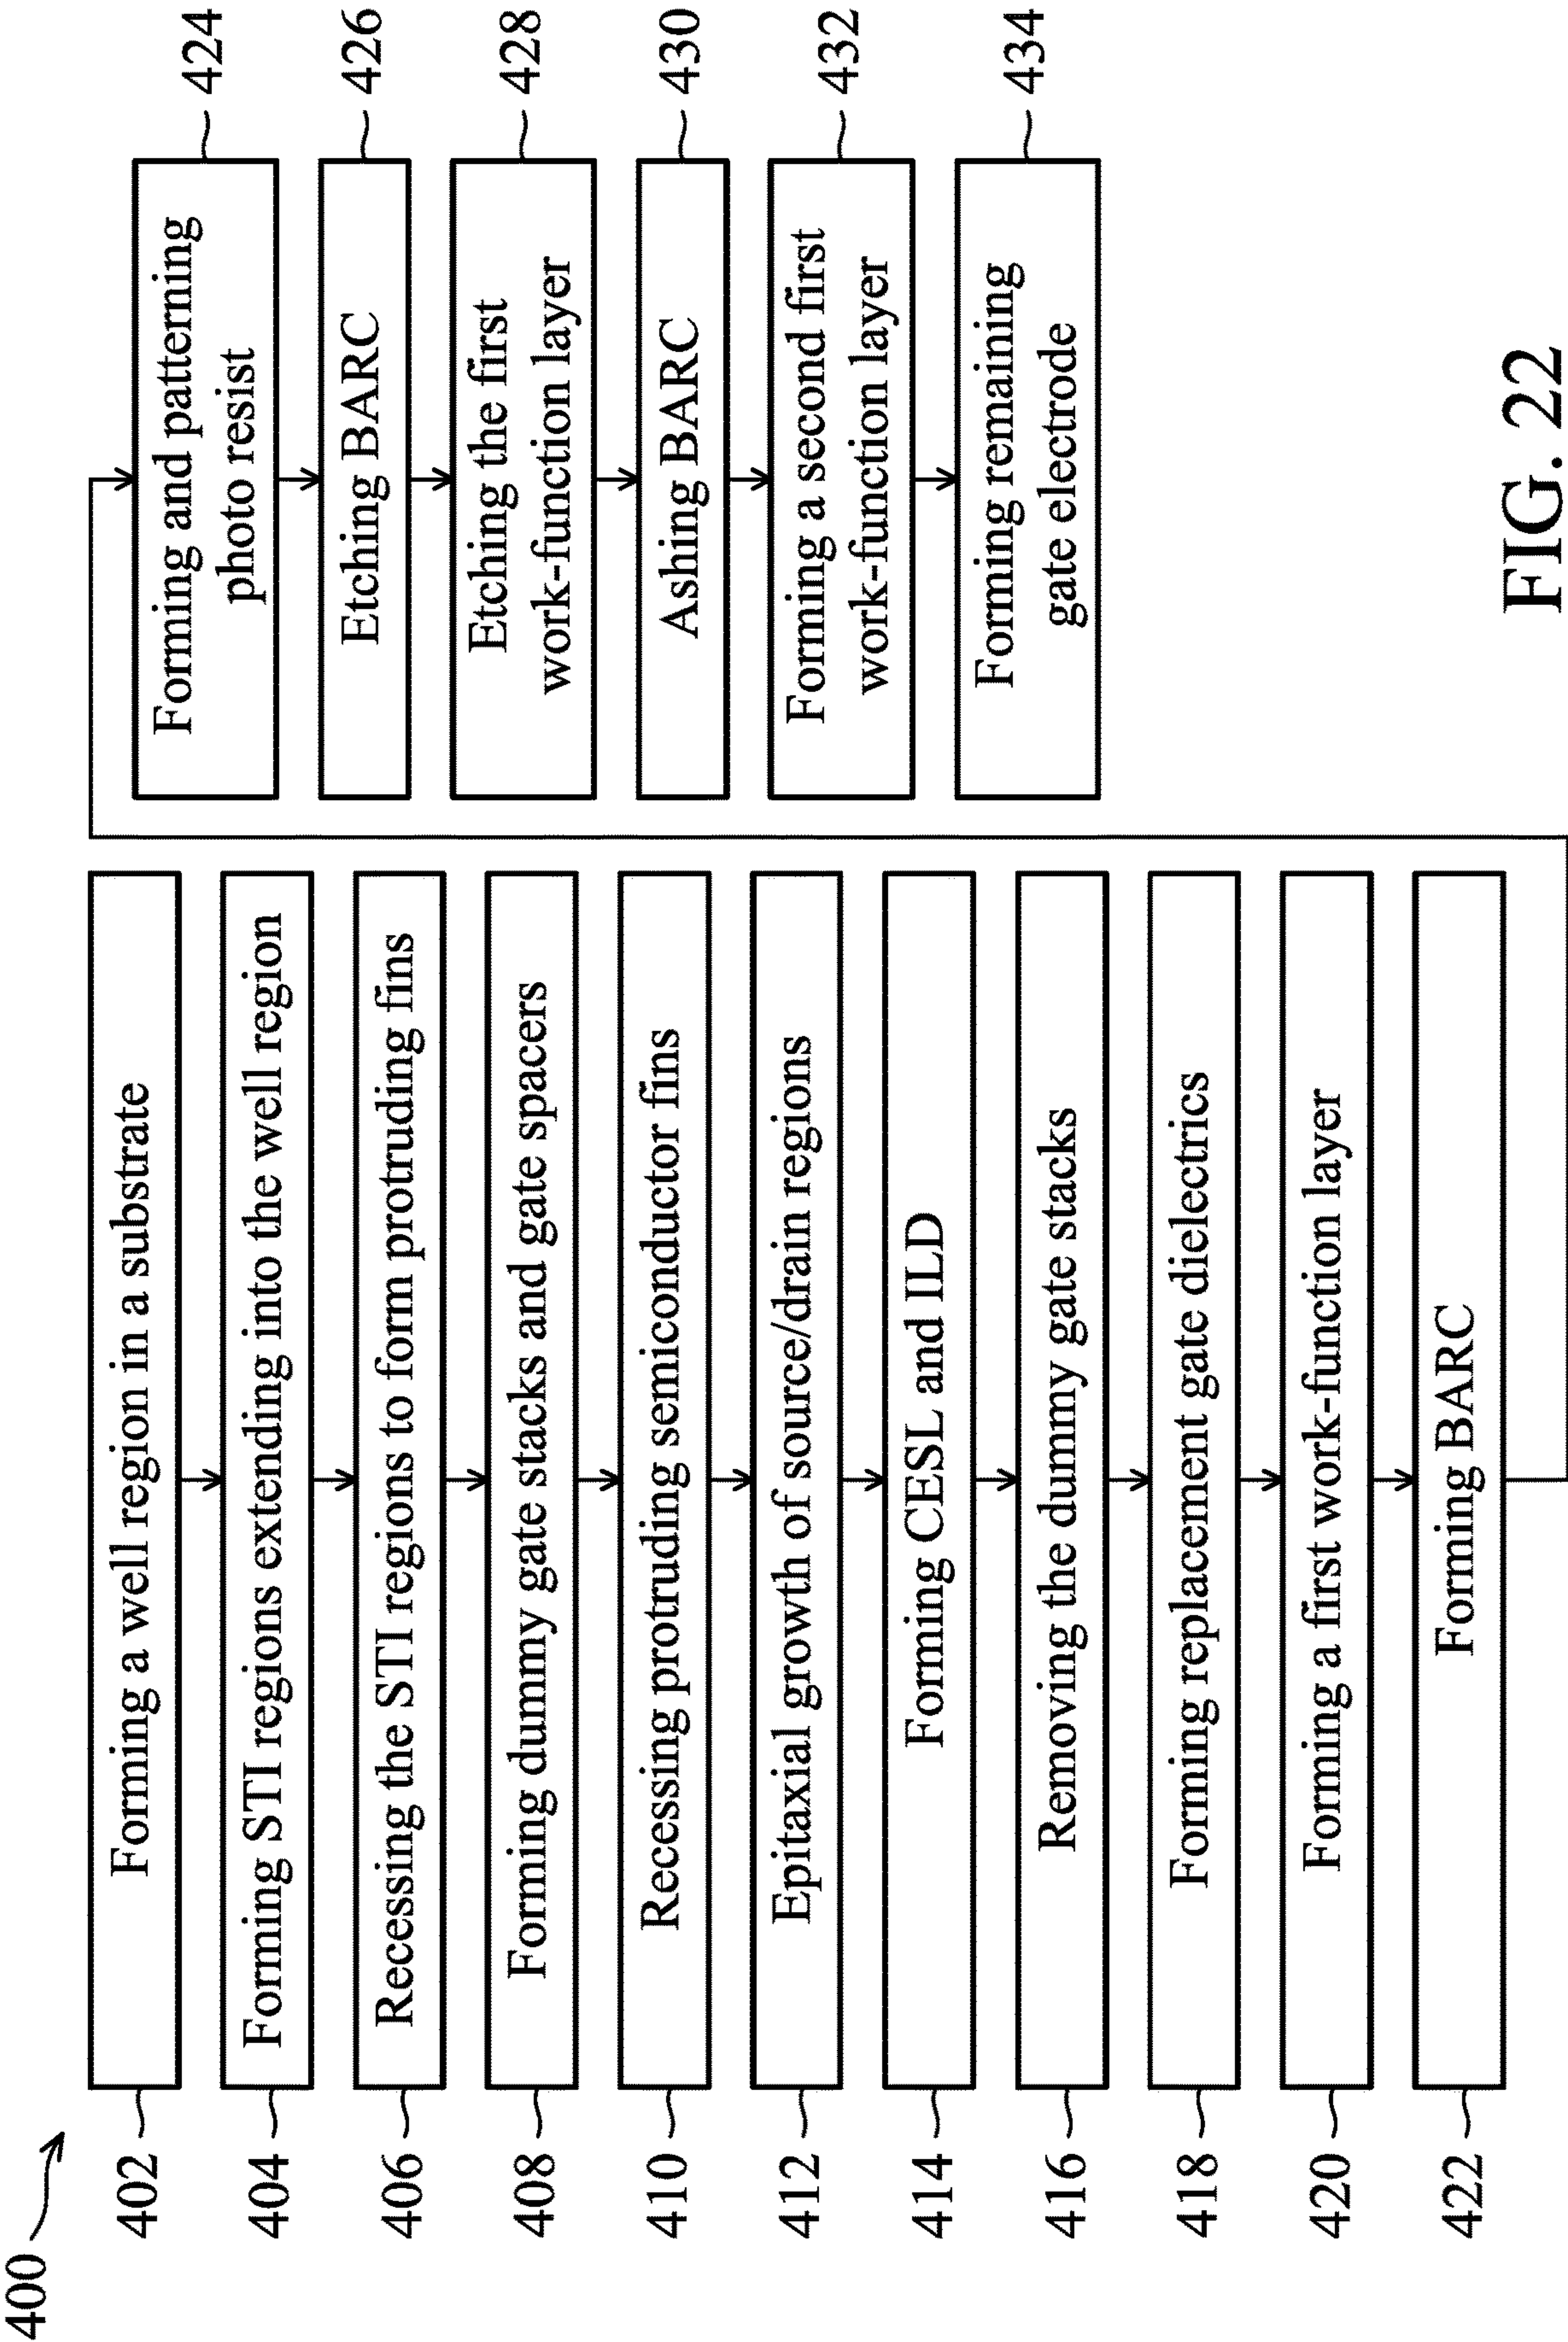 400
402
Forming a well region in a substrate
404
Forming STI regions extending into the well region
406
Recessing the STI regions to form protruding fins
408
Forming dummy gate stacks and gate spacers
410
Recessing protruding semiconductor fins
412
Epitaxial growth of source/drain regions
414
Forming CESL and ILD
416
Removing the dummy gate stacks
418
Forming replacement gate dielectrics
420
Forming a first work-function layer
422
Forming BARC
Forming and patterning
photo resist
424
Etching BARC
426
Etching the first
work-function layer
428
Ashing BARC
430
Forming a second first
work-function layer
432
Forming remaining
gate electrode
434
FIG. 22